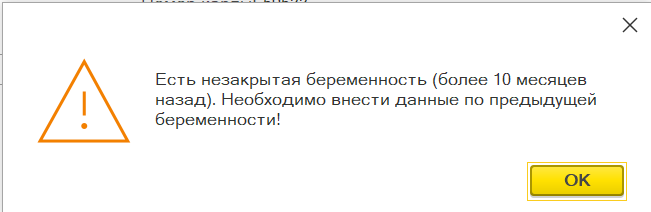 Есть незакрытая беременность (более 10 месяцев
назад). Необходимо внести данные по предыдущей
беременности!
OK